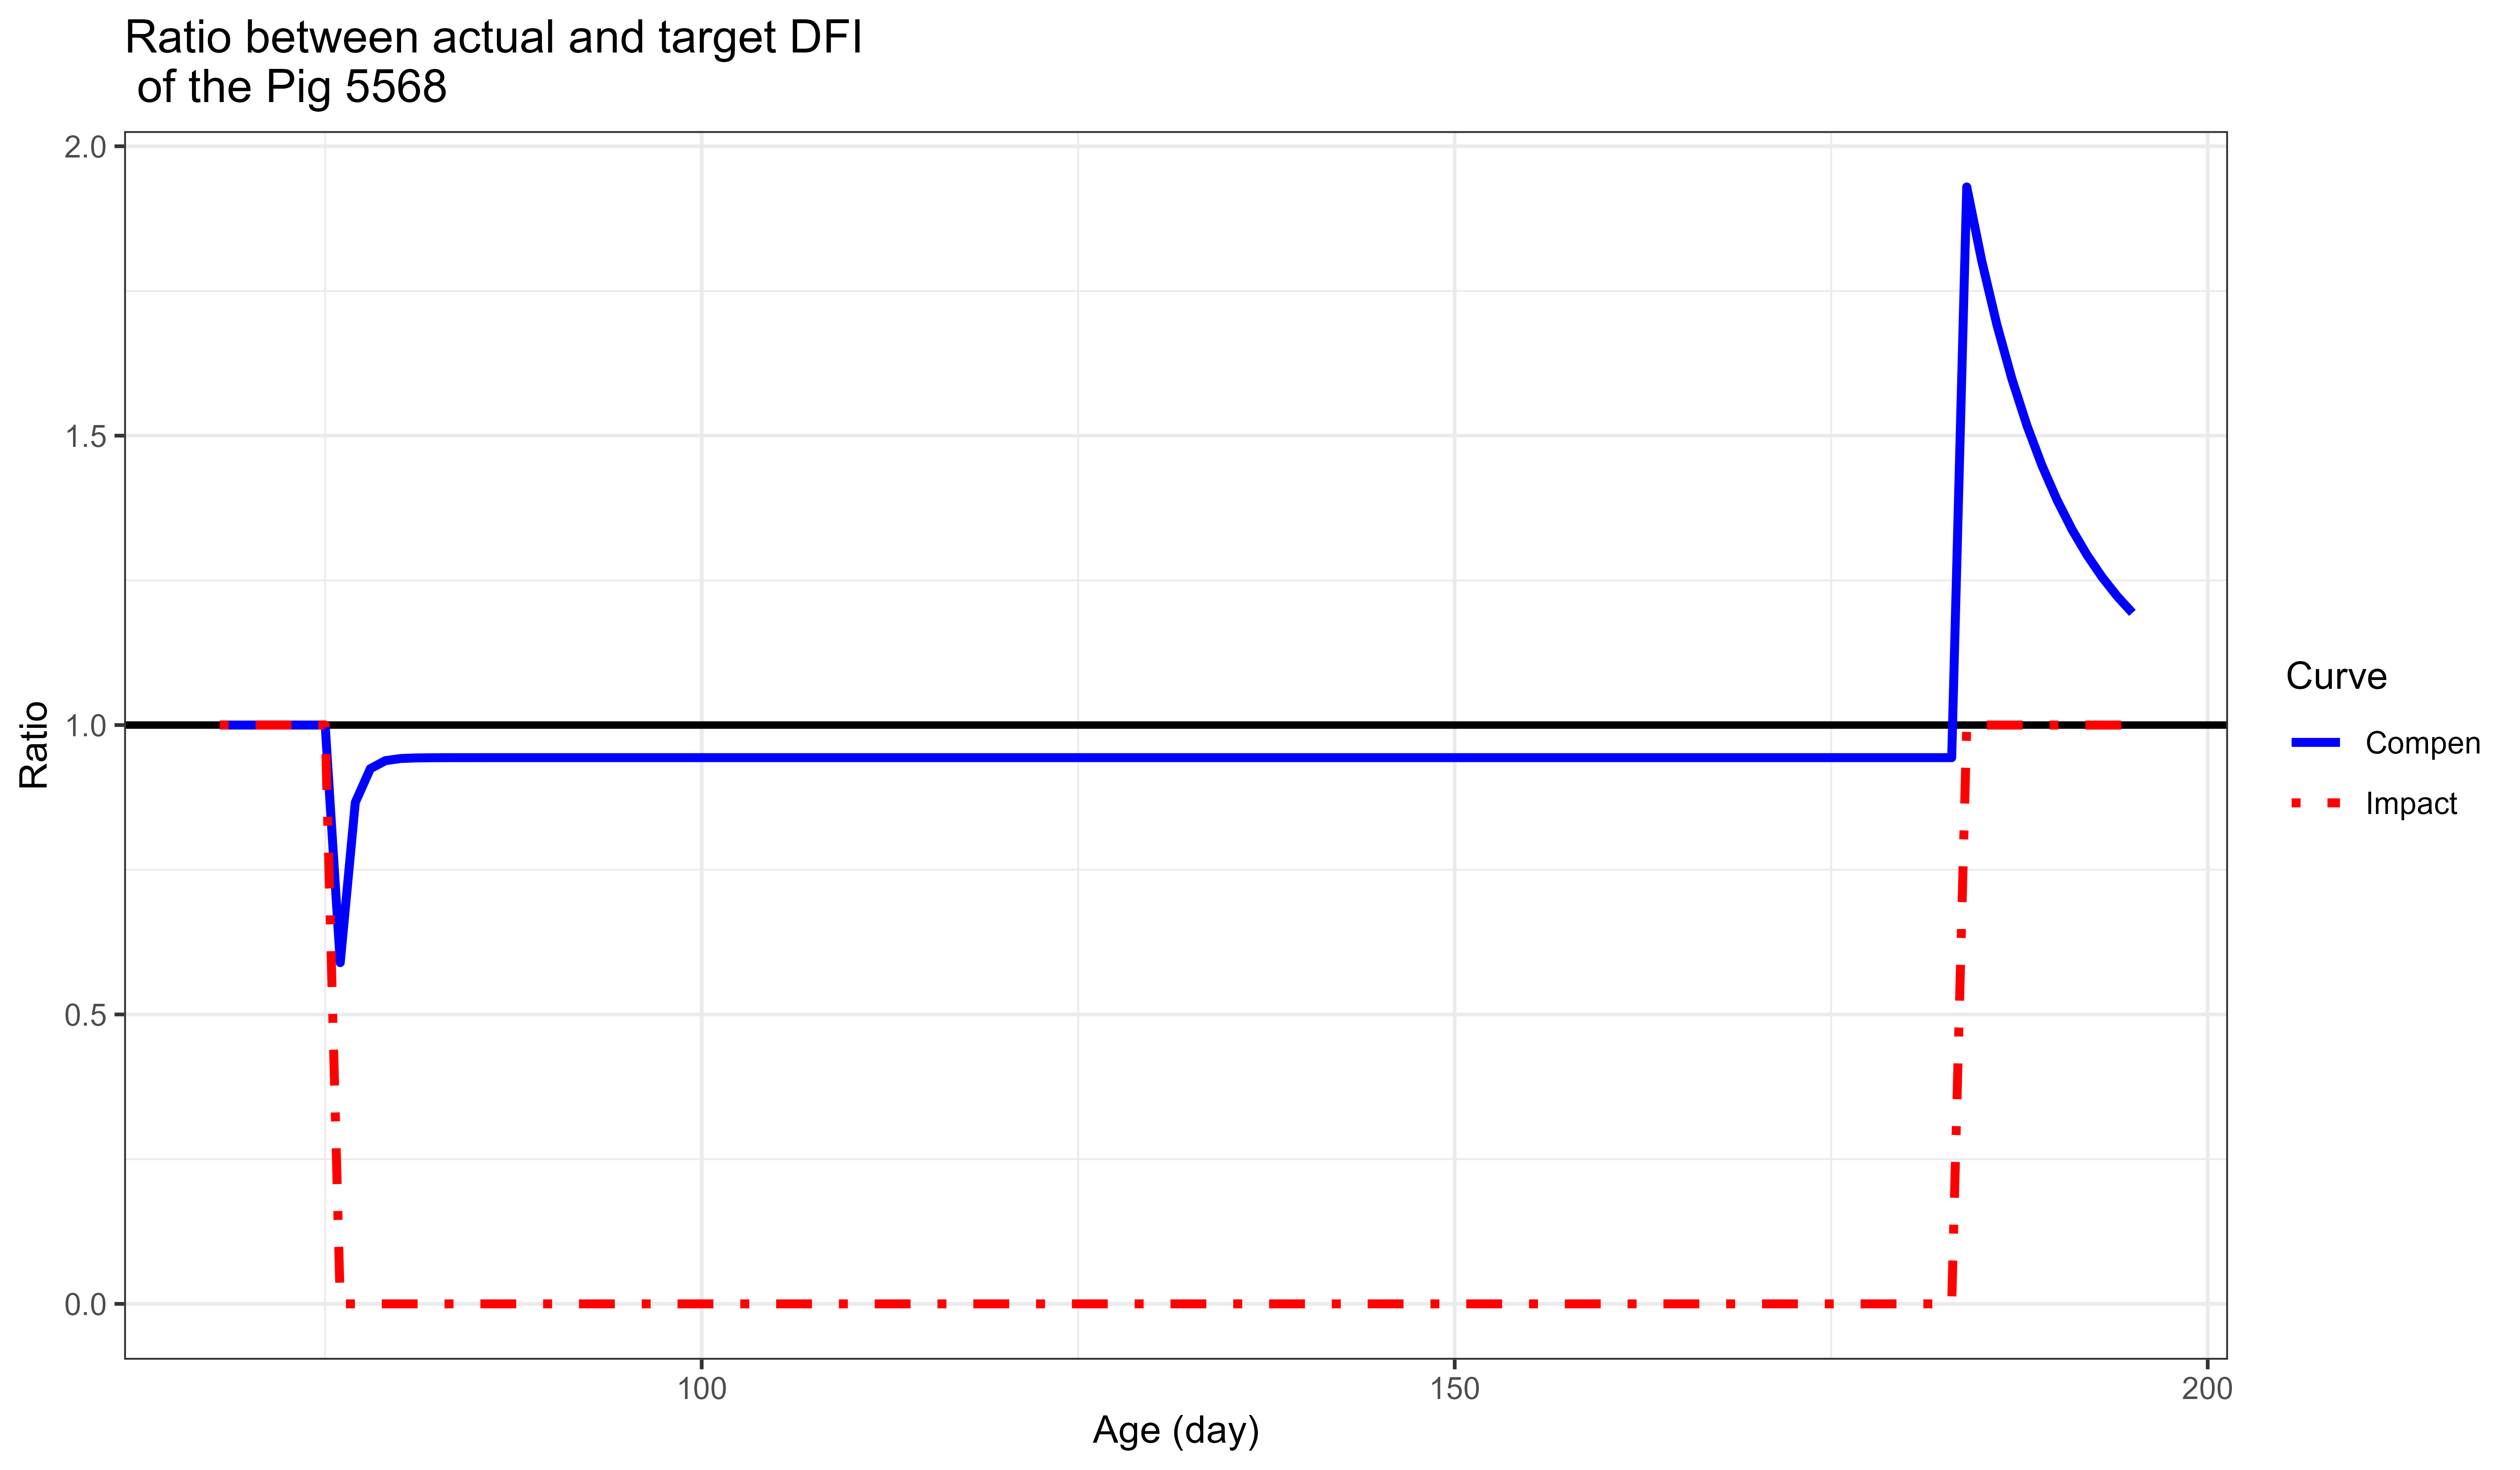 Ratio between actual and target DFI
of the Pig 5568
2.0
1.5
1.0
0.5
0.0
Ratio
100
150
200
Age (day)
Curve
Compen
Impact